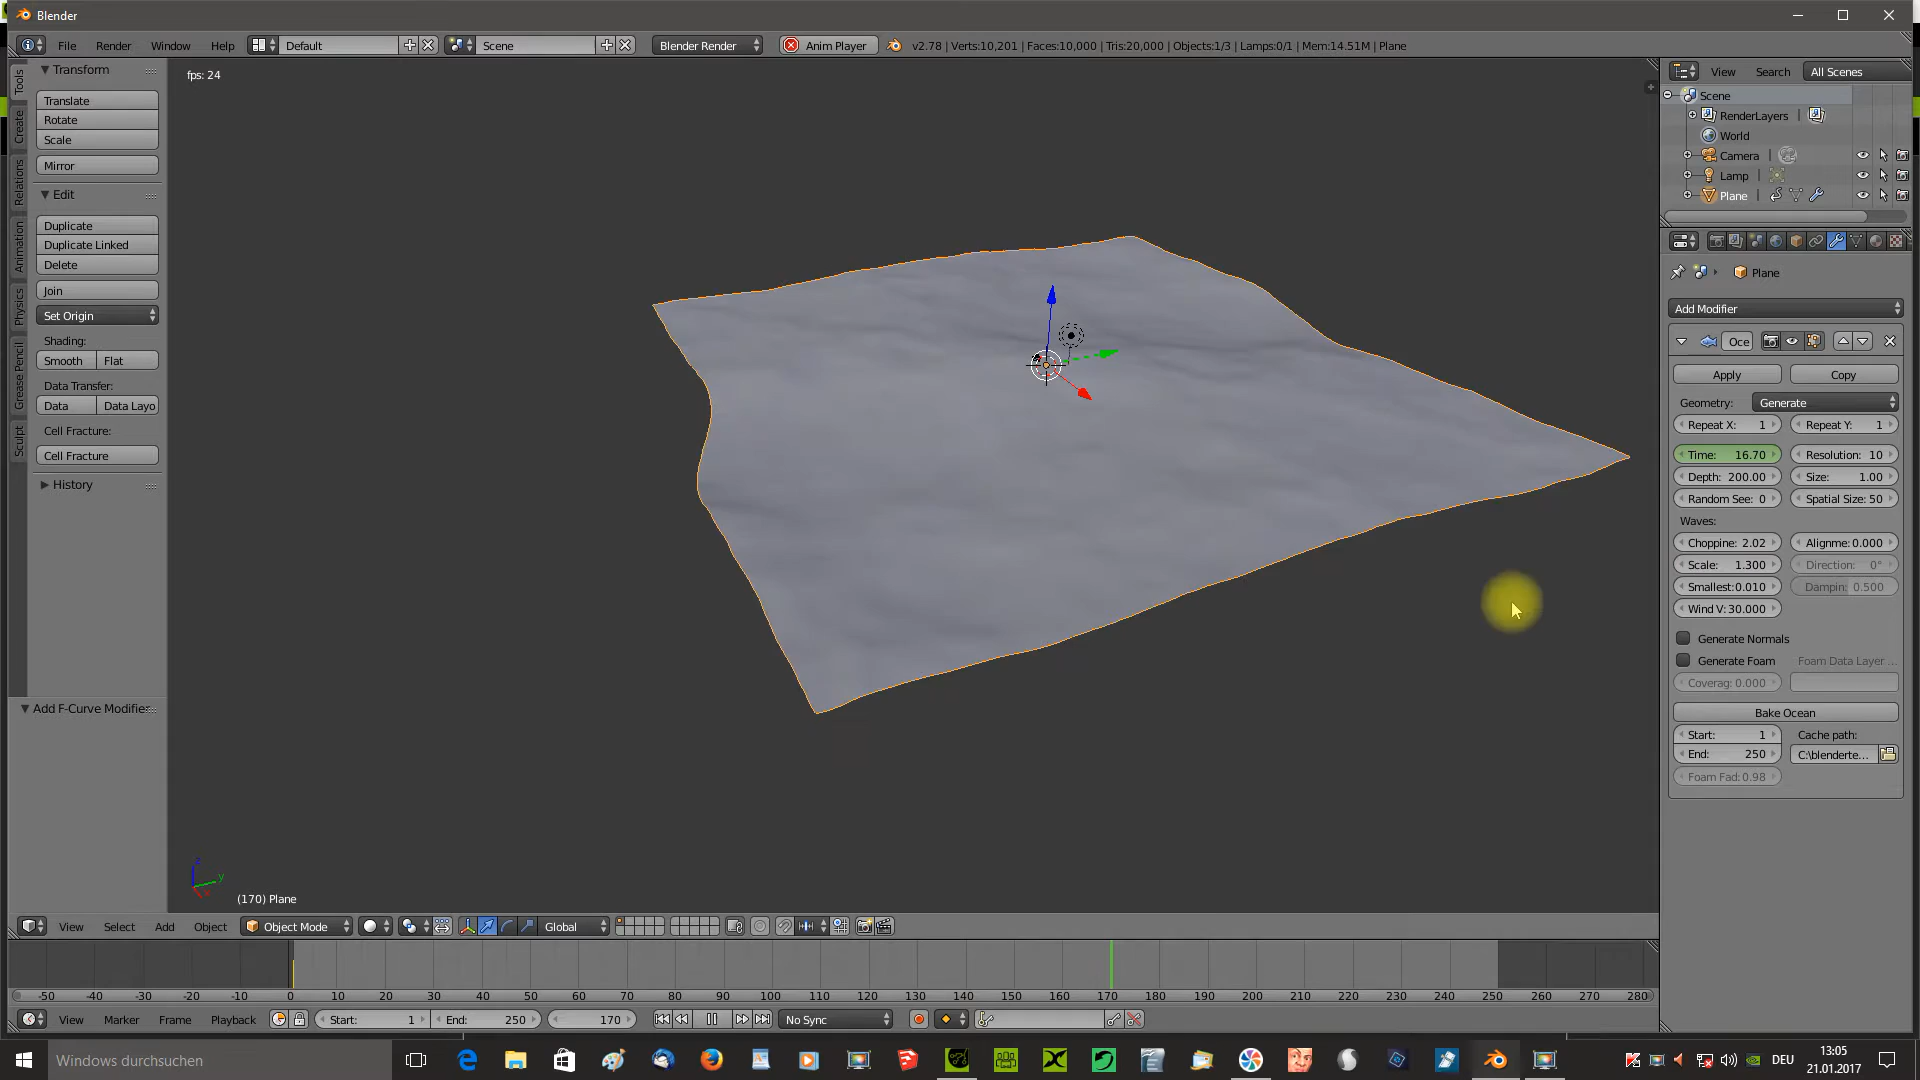 Blender
File Render Window Help Default Scene Blender Render Anim Player v2.78 | Verts:10,201 | Faces:10,000 | Tris:20,000 | Objects:1/3 | Lamps:0/1 | Mem:14.51M | Plane
Tools
Create
Relations
Animation
Physics
Grease Pencil
Sculpt
Transform
Translate
Rotate
Scale
Mirror
Edit
Duplicate
Duplicate Linked
Delete
Join
Set Origin
Shading:
Smooth Flat
Data Transfer:
Data Data Layo
Cell Fracture:
Cell Fracture
History
Add F-Curve Modifie
fps: 24
z
y
x
(170) Plane
View Search All Scenes
Scene
RenderLayers |
World
Camera |
Lamp |
Plane |
Plane
Add Modifier
Oce
Apply Copy
Geometry: Generate
Repeat X: 1 Repeat Y: 1
Time: 16.70 Resolution: 10
Depth: 200.00 Size: 1.00
Random See: 0 Spatial Size: 50
Waves:
Choppine: 2.02 Alignme: 0.000
Scale: 1.300 Direction: 0°
Smallest:0.010 Dampin: 0.500
Wind V: 30.000
Generate Normals
Generate Foam Foam Data Layer ...
Coverag: 0.000
Bake Ocean
Start: 1 Cache path:
End: 250 C:\blenderte...
Foam Fad:0.98
View Select Add Object Object Mode Global
-50 -40 -30 -20 -10 0 10 20 30 40 50 60 70 80 90 100 110 120 130 140 150 160 170 180 190 200 210 220 230 240 250 260 270 280
View Marker Frame Playback Start: 1 End: 250 170 No Sync
Windows durchsuchen
DEU
13:05
21.01.2017